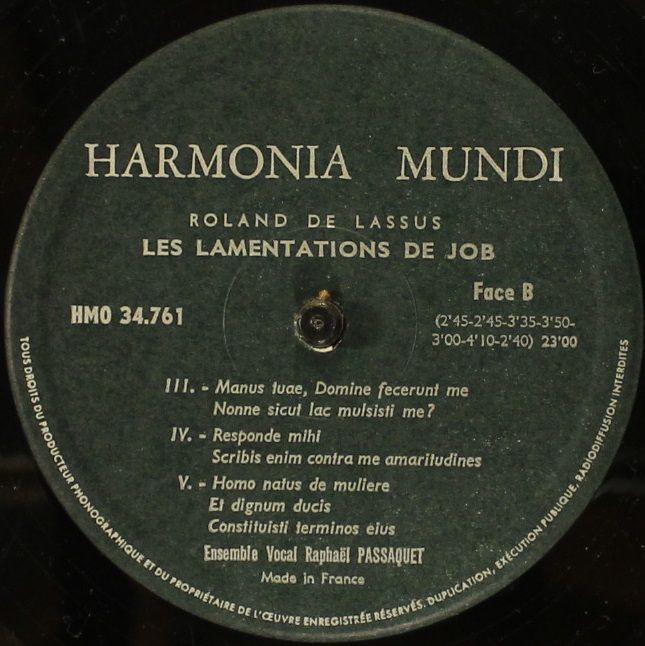 HARMONIA MUNDI
ROLAND DE LASSUS
LES LAMENTATIONS DE JOB
Face B
HMO 34.761
(2'45-2'45-3'35-3'50-
3'00-4'10-2'40) 23'00
III. - Manus tuae, Domine fecerunt me
Nonne sicut lac mulsisti me?
IV. - Responde mihi
Scribis enim contra me amaritudines
V. - Homo natus de muliere
Et dignum ducis
Constituisti terminos eius
Ensemble Vocal Raphaël PASSAQUET
Made in France
TOUS DROITS DU PRODUCTEUR PHONOGRAPHIQUE ET DU PROPRIÉTAIRE DE L'ŒUVRE ENREGISTRÉE RÉSERVÉS. DUPLICATION, EXÉCUTION PUBLIQUE, RADIODIFFUSION INTERDITES